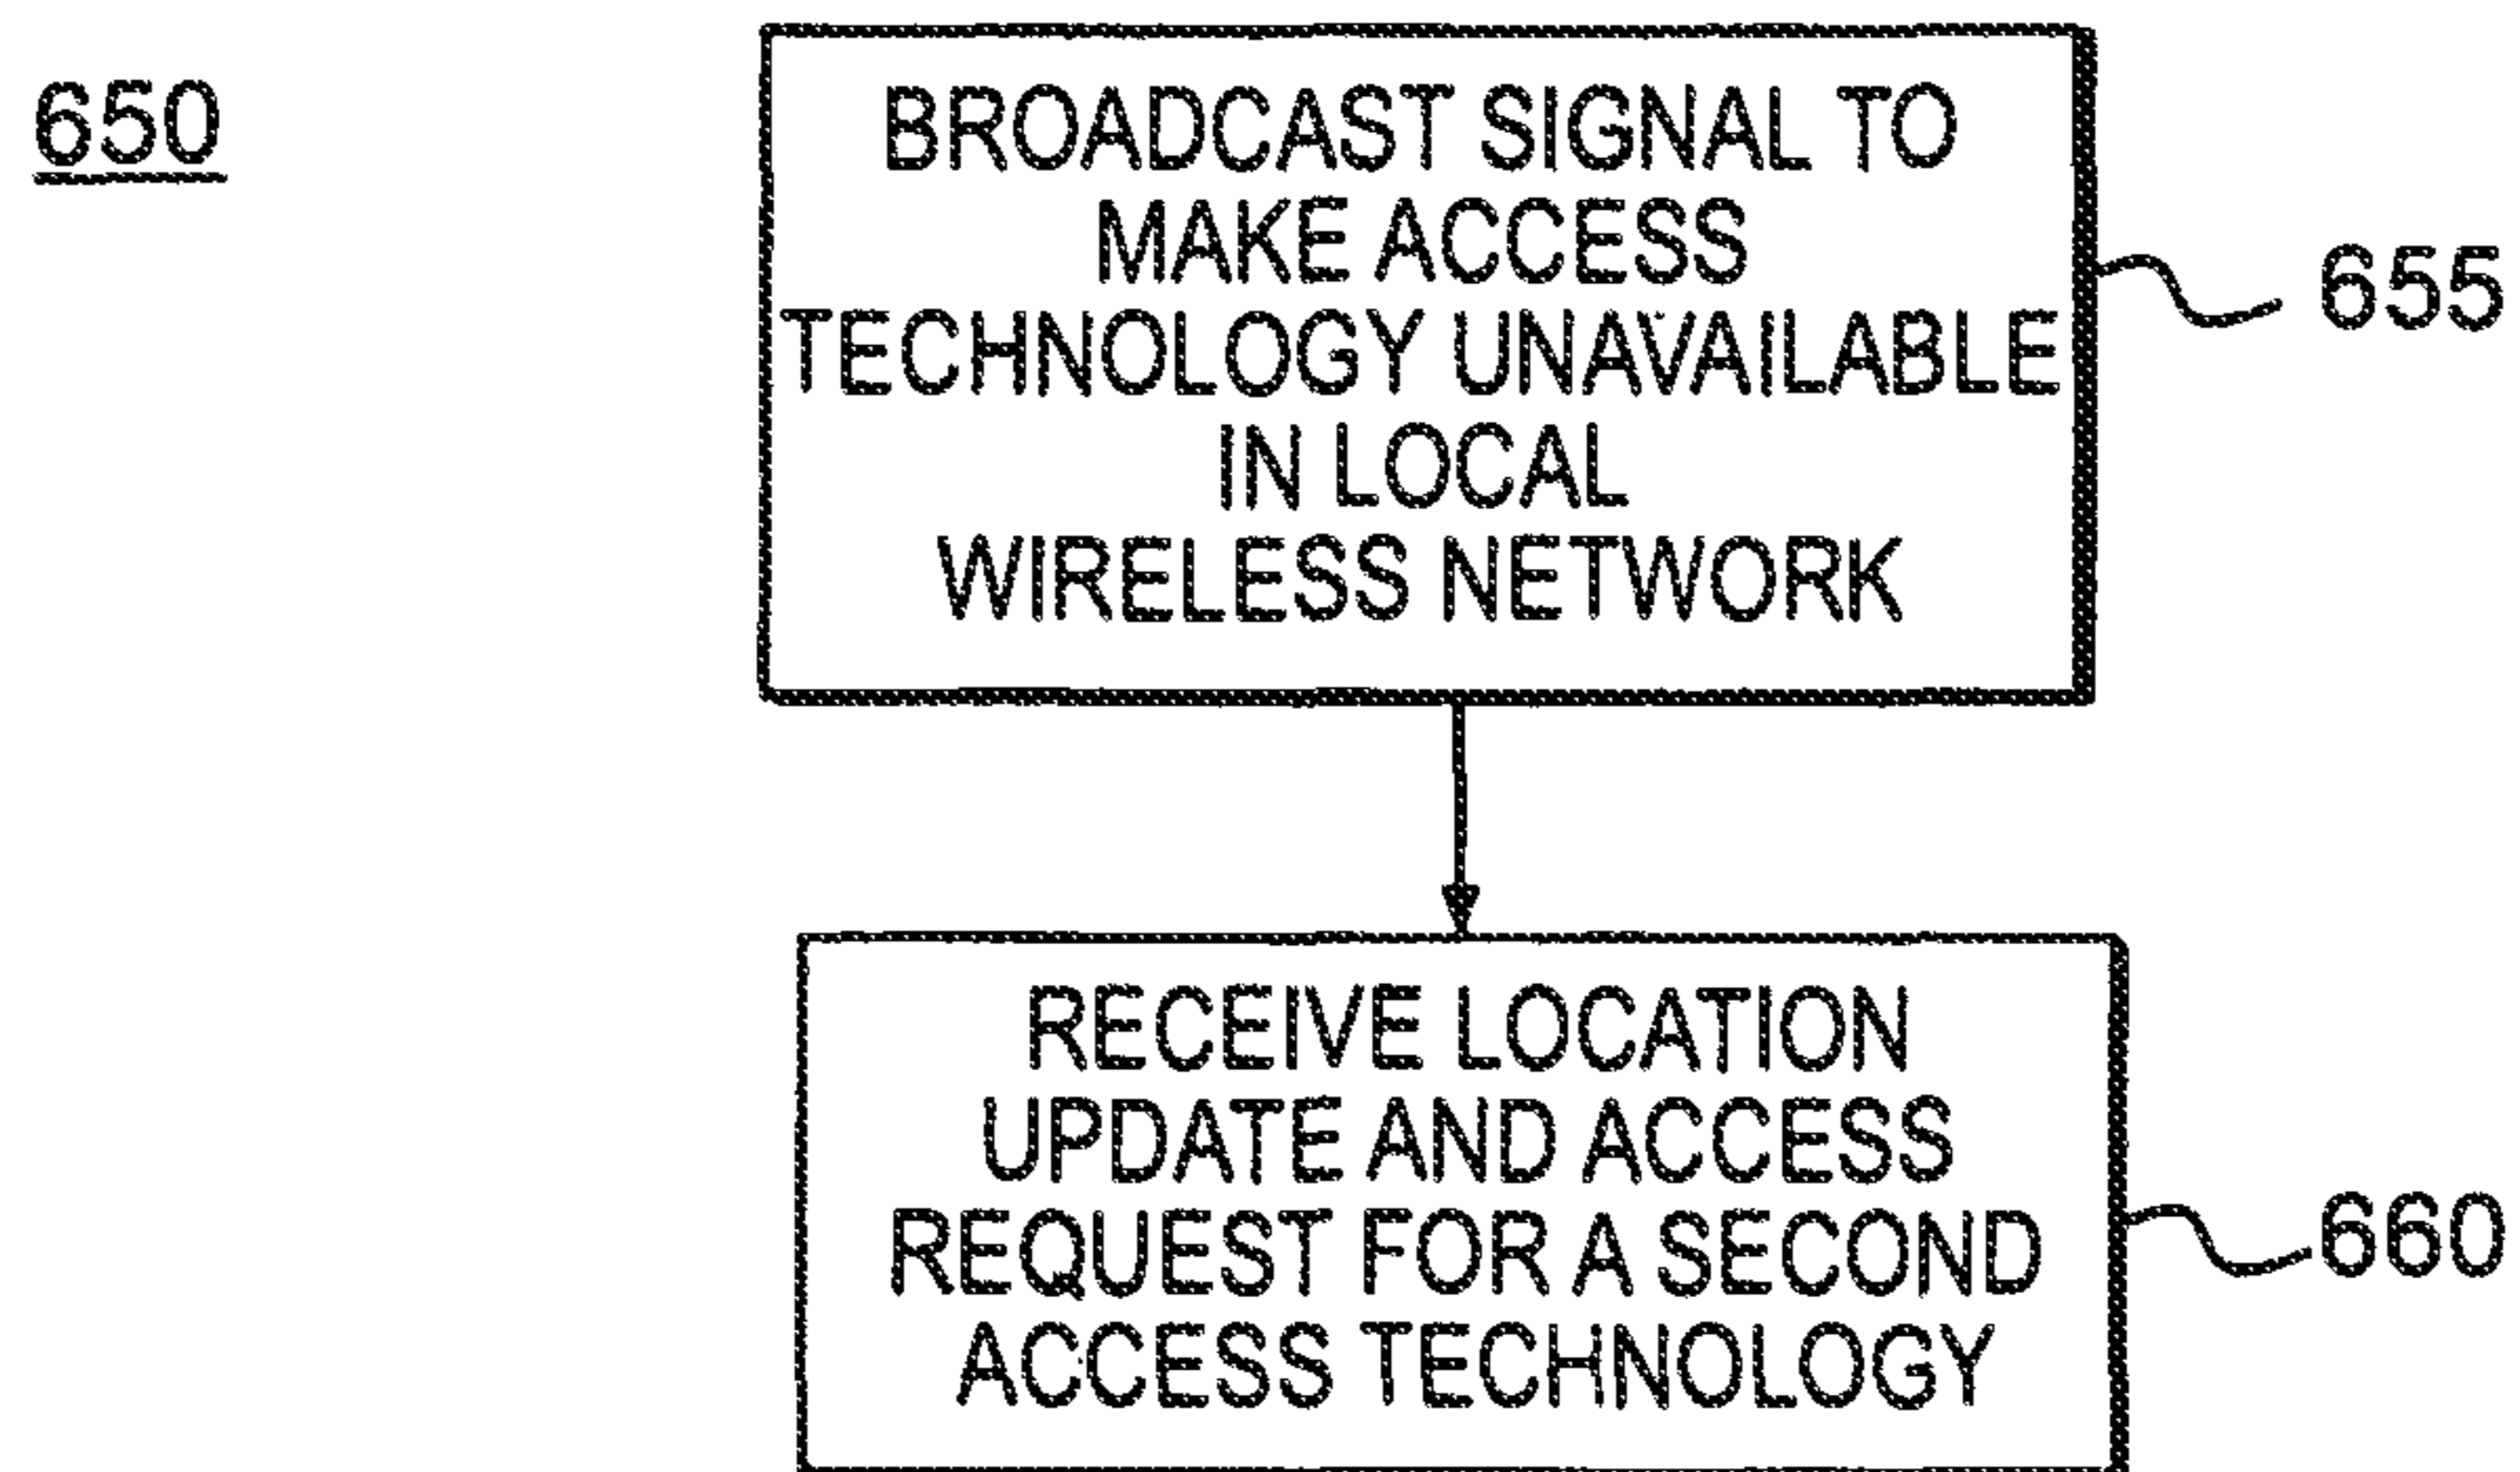 650
BROADCAST SIGNAL TO
MAKE ACCESS
TECHNOLOGY UNAVAILABLE
IN LOCAL
WIRELESS NETWORK
655
RECEIVE LOCATION
UPDATE AND ACCESS
REQUEST FOR A SECOND
ACCESS TECHNOLOGY
660